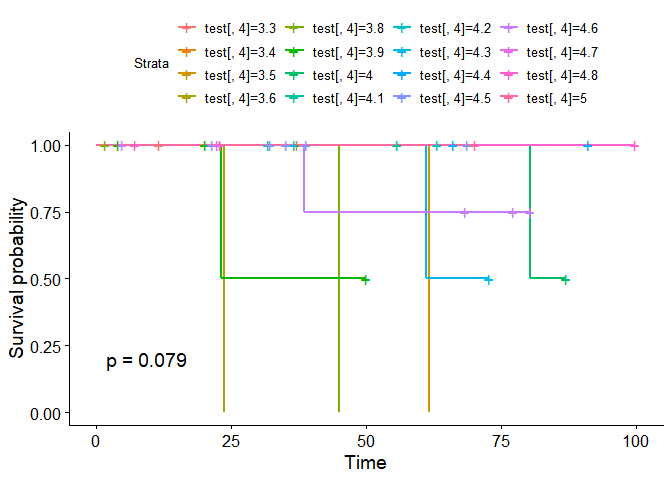 test[, 4]=3.3 test[, 4]=3.8 test[, 4]=4.2 test[, 4]=4.6
test[, 4]=3.4 test[, 4]=3.9 test[, 4]=4.3 test[, 4]=4.7
Strata
test[, 4]=3.5 test[, 4]=4 test[, 4]=4.4 test[, 4]=4.8
test[, 4]=3.6 test[, 4]=4.1 test[, 4]=4.5 test[, 4]=5
1.00
0.75
0.50
0.25
0.00
Survival probability
p = 0.079
0 25 50 75 100
Time